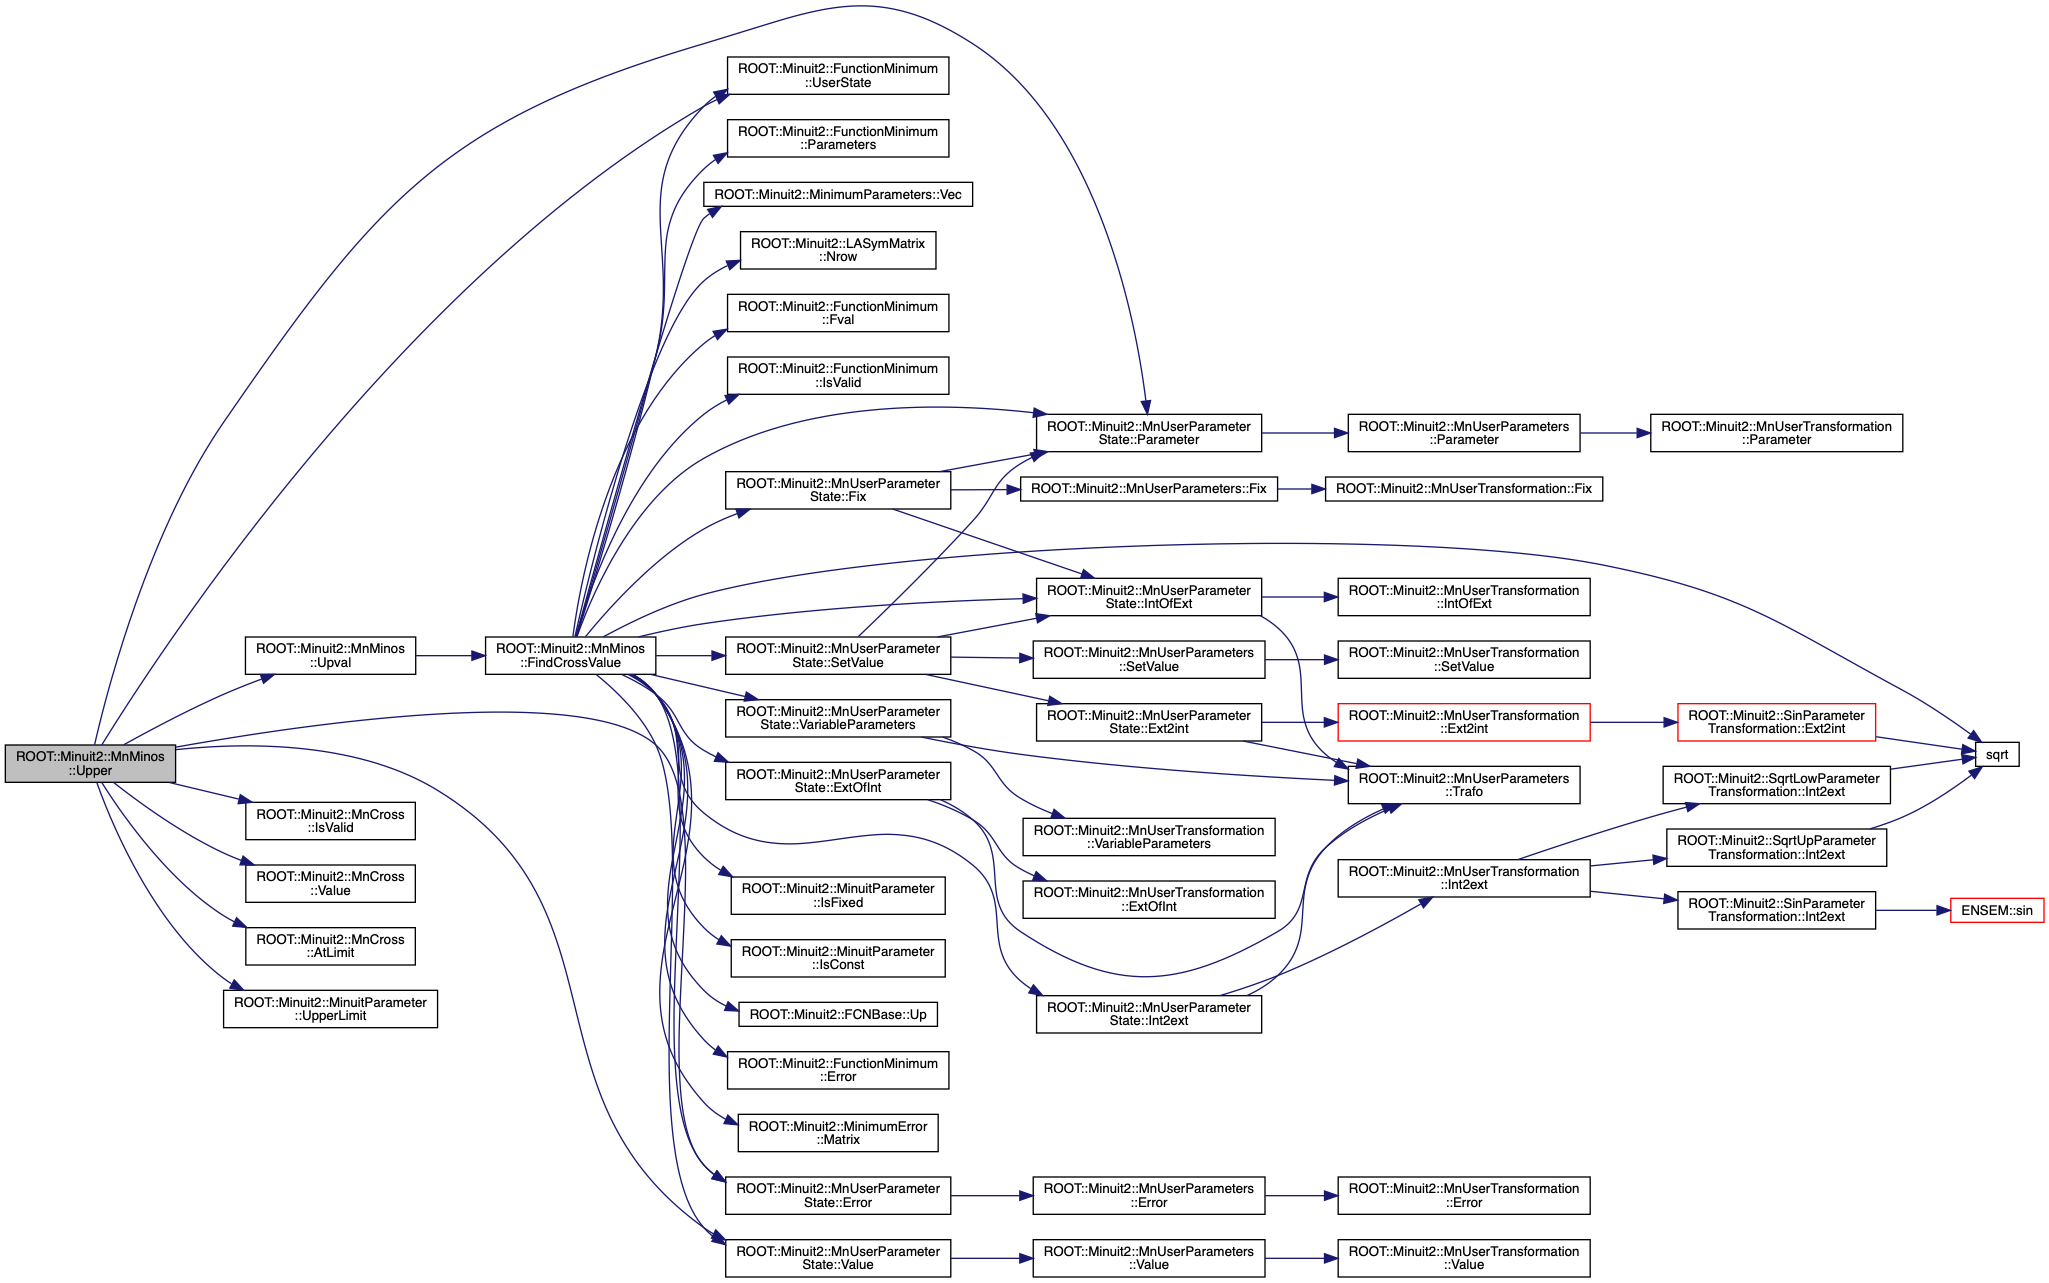 ROOT::Minuit2::MnMinos
::Upper
ROOT::Minuit2::MnMinos
::Upval
ROOT::Minuit2::MnCross
::IsValid
ROOT::Minuit2::MnCross
::Value
ROOT::Minuit2::MnCross
::AtLimit
ROOT::Minuit2::MinuitParameter
::UpperLimit
ROOT::Minuit2::MnMinos
::FindCrossValue
ROOT::Minuit2::FunctionMinimum
::UserState
ROOT::Minuit2::FunctionMinimum
::Parameters
ROOT::Minuit2::MinimumParameters::Vec
ROOT::Minuit2::LASymMatrix
::Nrow
ROOT::Minuit2::FunctionMinimum
::Fval
ROOT::Minuit2::FunctionMinimum
::IsValid
ROOT::Minuit2::MnUserParameter
State::Fix
ROOT::Minuit2::MnUserParameter
State::SetValue
ROOT::Minuit2::MnUserParameter
State::VariableParameters
ROOT::Minuit2::MnUserParameter
State::ExtOfInt
ROOT::Minuit2::MinuitParameter
::IsFixed
ROOT::Minuit2::MinuitParameter
::IsConst
ROOT::Minuit2::FCNBase::Up
ROOT::Minuit2::FunctionMinimum
::Error
ROOT::Minuit2::MinimumError
::Matrix
ROOT::Minuit2::MnUserParameter
State::Error
ROOT::Minuit2::MnUserParameter
State::Value
ROOT::Minuit2::MnUserParameter
State::Parameter
ROOT::Minuit2::MnUserParameters::Fix
ROOT::Minuit2::MnUserParameter
State::IntOfExt
ROOT::Minuit2::MnUserParameters
::SetValue
ROOT::Minuit2::MnUserParameter
State::Ext2int
ROOT::Minuit2::MnUserTransformation
::VariableParameters
ROOT::Minuit2::MnUserTransformation
::ExtOfInt
ROOT::Minuit2::MnUserParameter
State::Int2ext
ROOT::Minuit2::MnUserParameters
::Error
ROOT::Minuit2::MnUserParameters
::Value
ROOT::Minuit2::MnUserParameters
::Parameter
ROOT::Minuit2::MnUserTransformation::Fix
ROOT::Minuit2::MnUserTransformation
::IntOfExt
ROOT::Minuit2::MnUserTransformation
::SetValue
ROOT::Minuit2::MnUserTransformation
::Ext2int
ROOT::Minuit2::MnUserParameters
::Trafo
ROOT::Minuit2::MnUserTransformation
::Int2ext
ROOT::Minuit2::MnUserTransformation
::Error
ROOT::Minuit2::MnUserTransformation
::Value
ROOT::Minuit2::MnUserTransformation
::Parameter
ROOT::Minuit2::SinParameter
Transformation::Ext2int
ROOT::Minuit2::SqrtLowParameter
Transformation::Int2ext
ROOT::Minuit2::SqrtUpParameter
Transformation::Int2ext
ROOT::Minuit2::SinParameter
Transformation::Int2ext
sqrt
ENSEM::sin